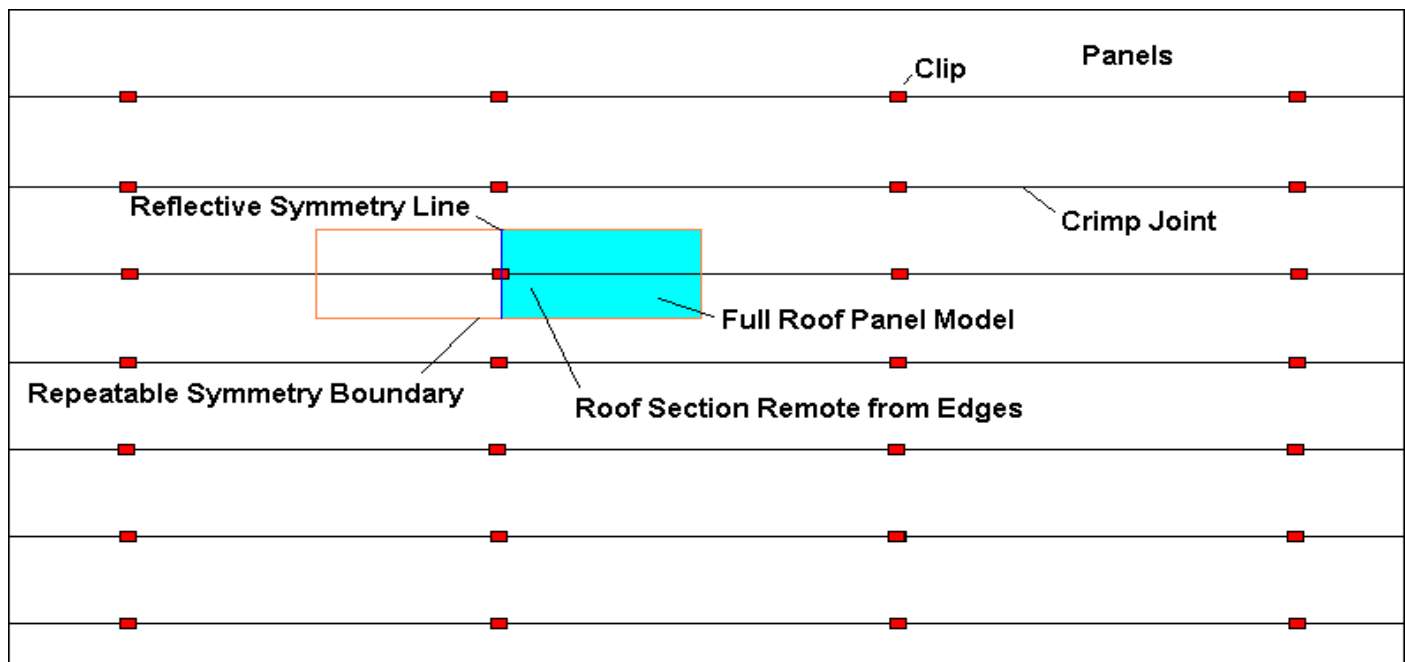 Panels
Clip
Reflective Symmetry Line
Crimp Joint
Full Roof Panel Model
Repeatable Symmetry Boundary
Roof Section Remote from Edges